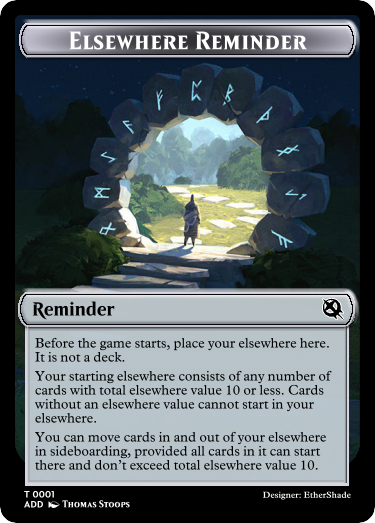 Elsewhere Reminder
Reminder
Before the game starts, place your elsewhere here.
It is not a deck.
Your starting elsewhere consists of any number of
cards with total elsewhere value 10 or less. Cards
without an elsewhere value cannot start in your
elsewhere.
You can move cards in and out of your elsewhere
in sideboarding, provided all cards in it can start
there and don't exceed total elsewhere value 10.
T 0001
Designer: EtherShade
ADD Thomas Stoops